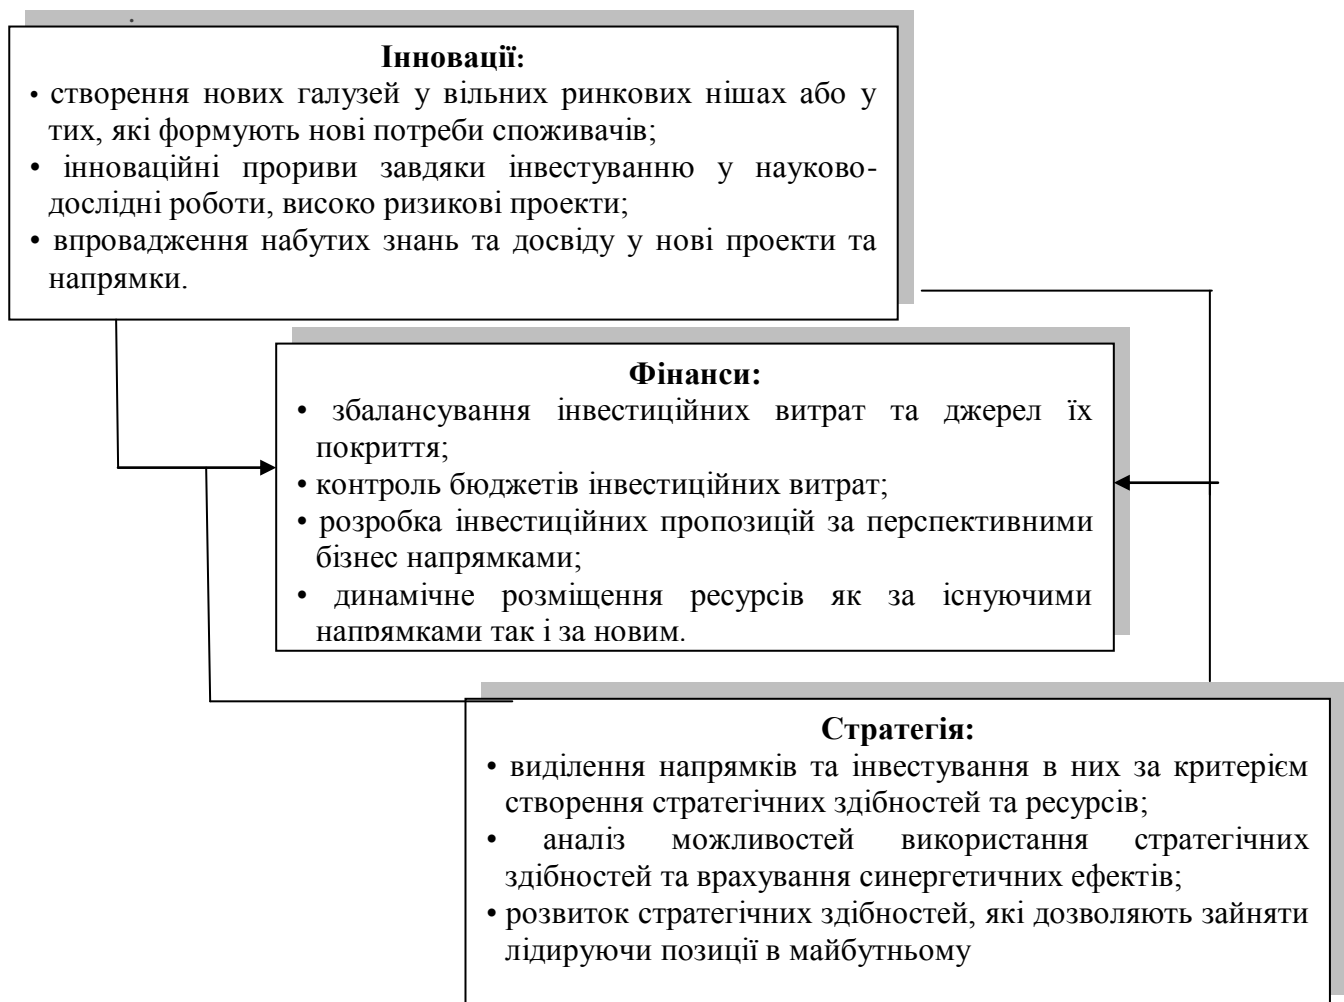 Інновації:
• створення нових галузей у вільних ринкових нішах або у
тих, які формують нові потреби споживачів;
• інноваційні прориви завдяки інвестуванню у науково-
дослідні роботи, високо ризикові проекти;
• впровадження набутих знань та досвіду у нові проекти та
напрямки.
Фінанси:
• збалансування інвестиційних витрат та джерел їх
покриття;
• контроль бюджетів інвестиційних витрат;
• розробка інвестиційних пропозицій за перспективними
бізнес напрямками;
• динамічне розміщення ресурсів як за існуючими
напрямками так і за новим.
Стратегія:
• виділення напрямків та інвестування в них за критерієм
створення стратегічних здібностей та ресурсів;
• аналіз можливостей використання стратегічних
здібностей та врахування синергетичних ефектів;
• розвиток стратегічних здібностей, які дозволяють зайняти
лідируючи позиції в майбутньому